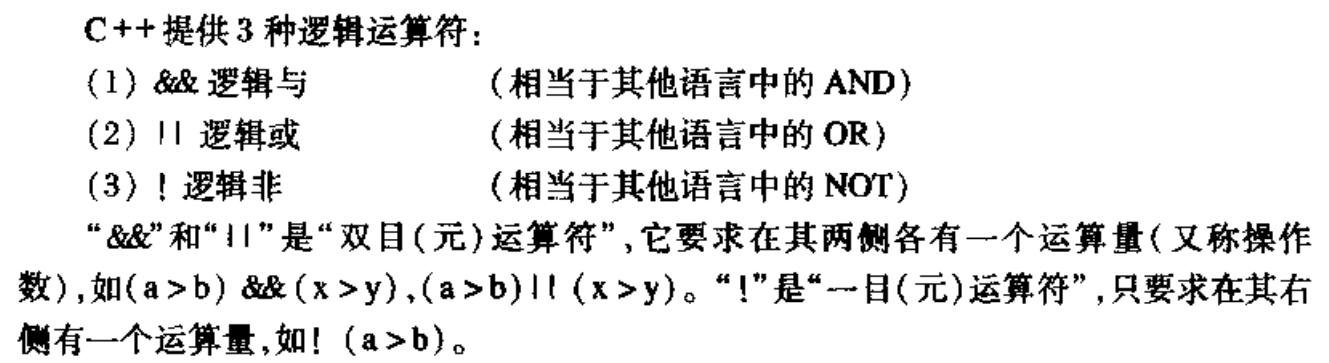 C++提供3种逻辑运算符：
（1）&& 逻辑与 （相当于其他语言中的 AND）
（2）|| 逻辑或 （相当于其他语言中的 OR）
（3）! 逻辑非 （相当于其他语言中的 NOT）
“&&”和“||”是“双目(元)运算符”,它要求在其两侧各有一个运算量(又称操作
数),如(a>b) && (x>y),(a>b)|| (x>y)。“!”是“一目(元)运算符”,只要求在其右
侧有一个运算量,如! (a>b)。